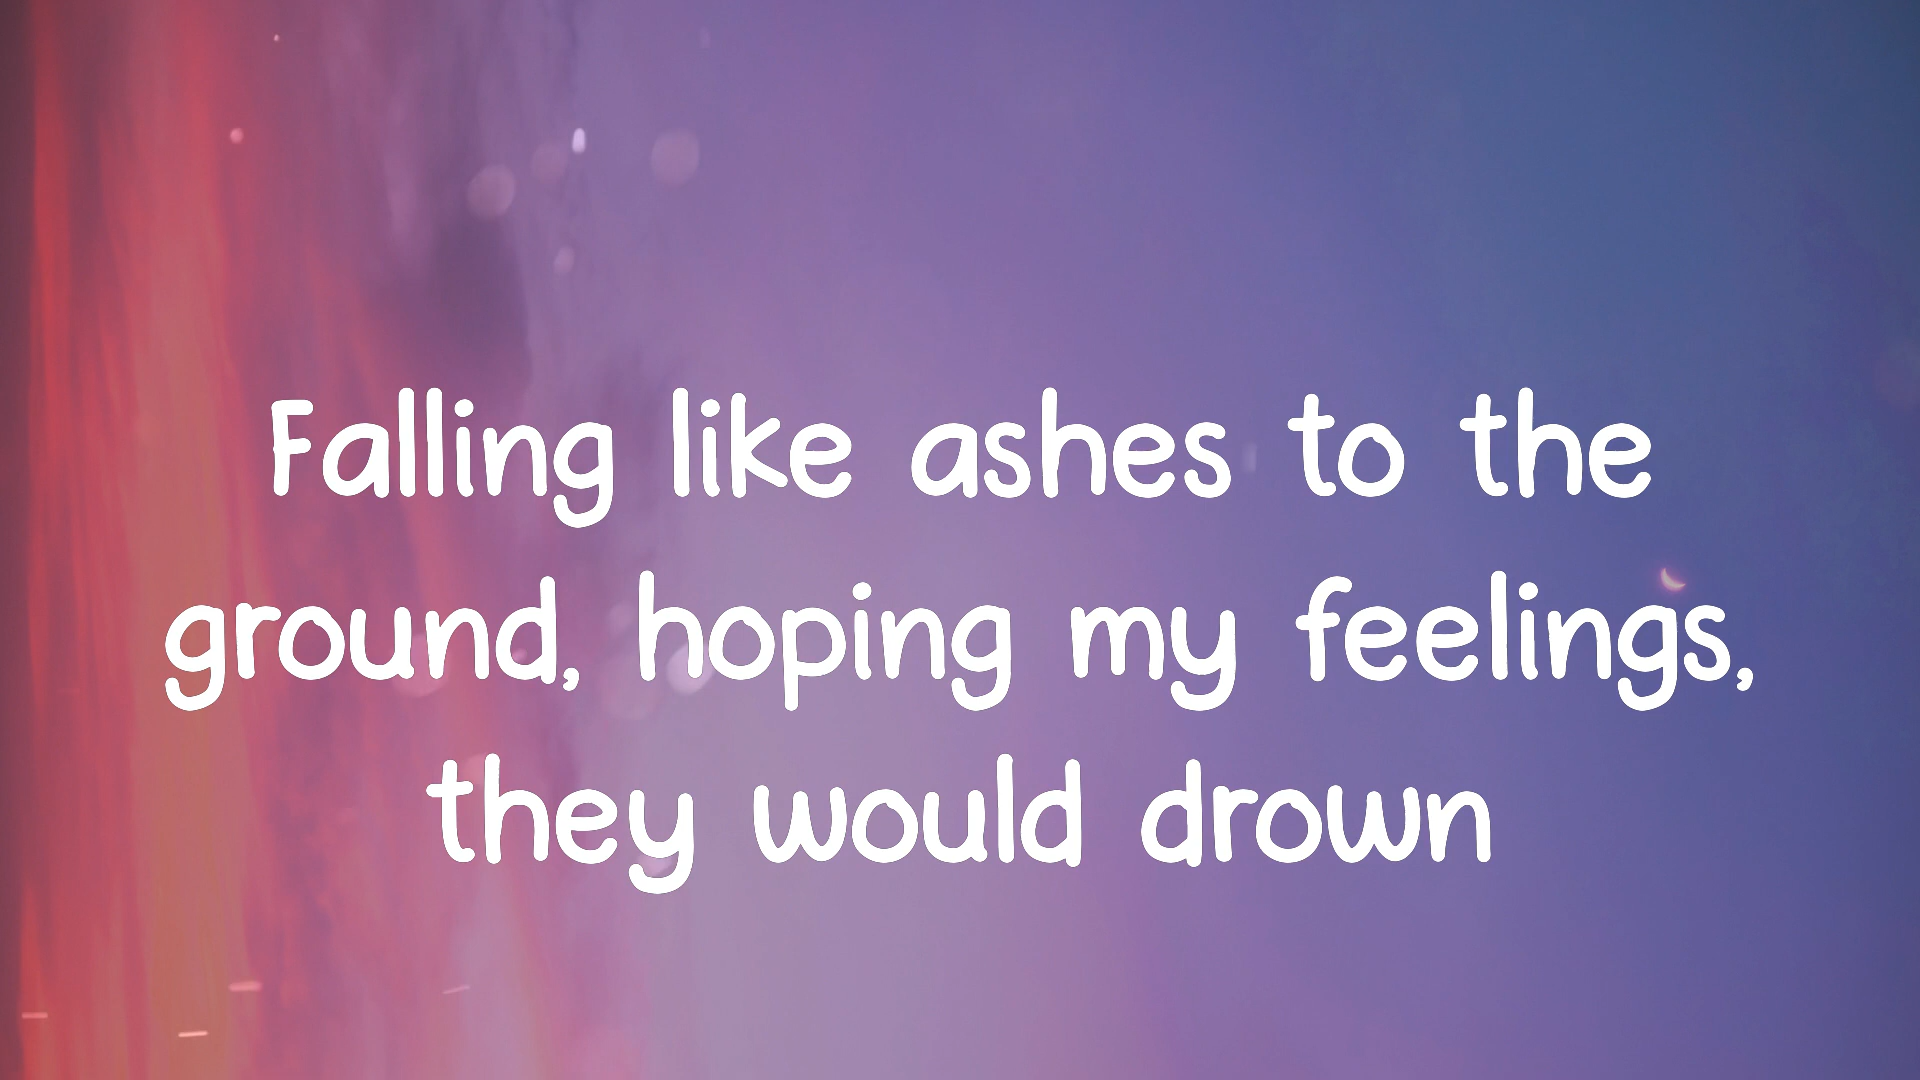 Falling like ashes to the
ground, hoping my feelings,
they would drown